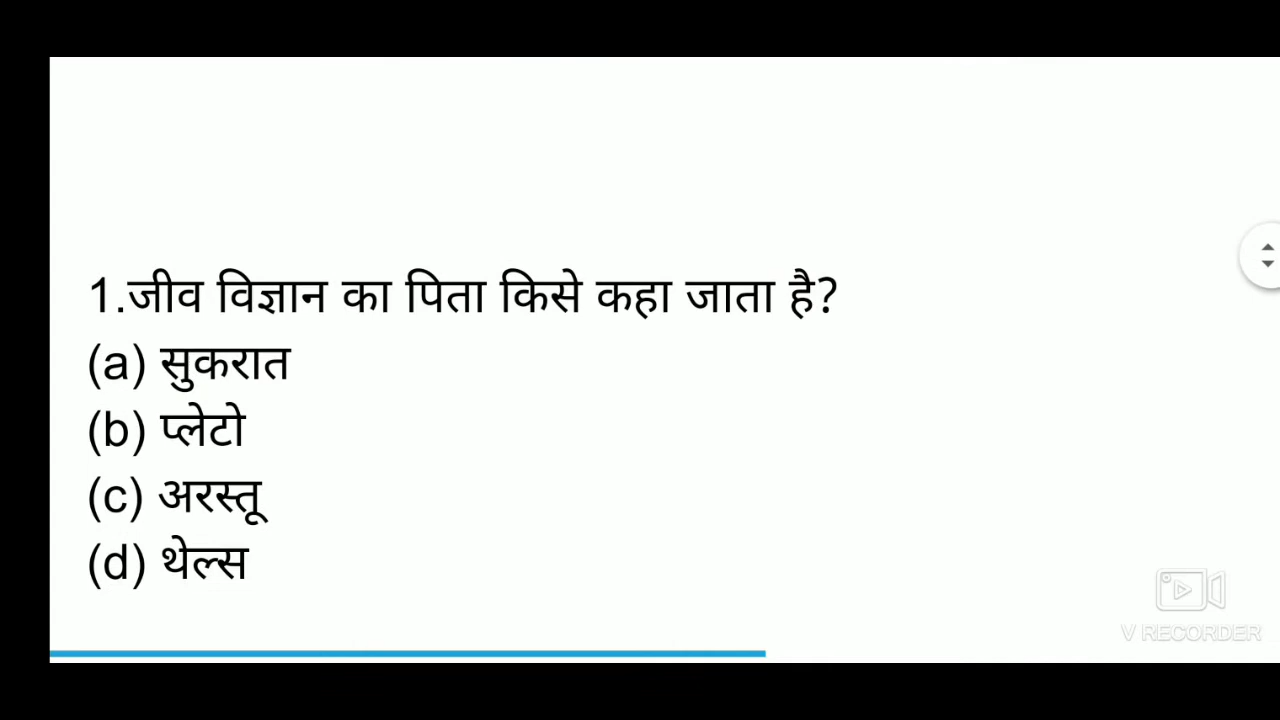 1.जीव विज्ञान का पिता किसे कहा जाता है?
(a) सुकरात
(b) प्लेटो
(c) अरस्तू
(d) थेल्स
V RECORDER